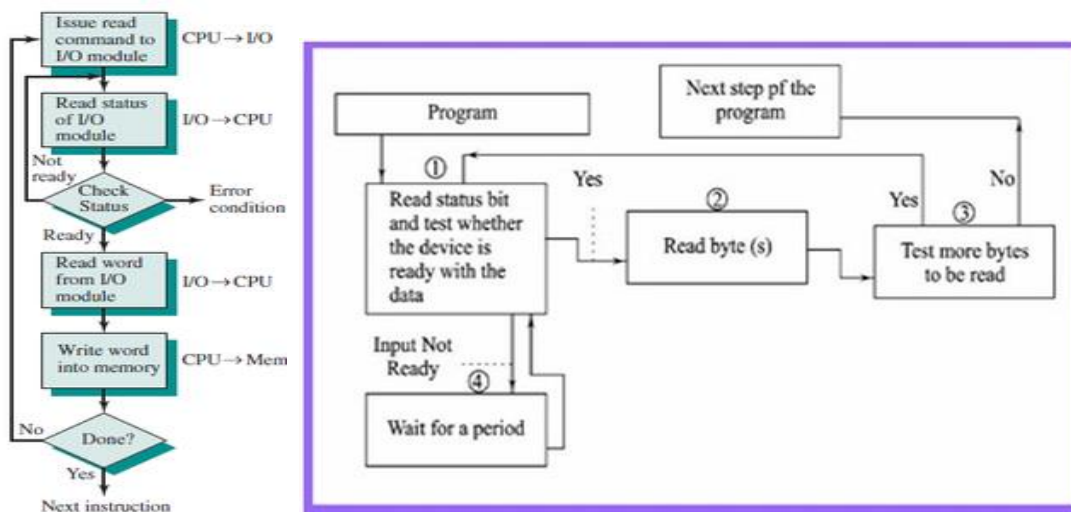 Issue read
command to
I/O module
CPU → I/O
Read status
of I/O
module
I/O → CPU
Not
ready
Check
Status
Error
condition
Ready
Read word
from I/O
module
I/O → CPU
Write word
into memory
CPU → Mem
No
Done?
Yes
Next instruction
Program
Next step pf the
program
①
Read status bit
and test whether
the device is
ready with the
data
Yes
②
Read byte (s)
Yes
No
③
Test more bytes
to be read
Input Not
Ready
④
Wait for a period